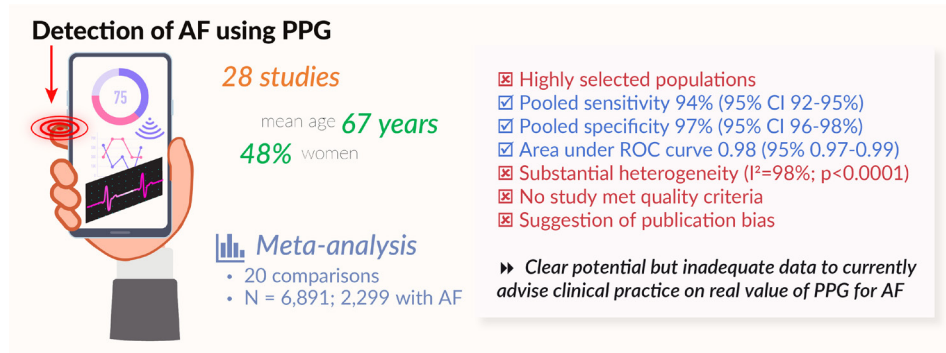 Detection of AF using PPG
75
28 studies
mean age 67 years
48% women
Meta-analysis
• 20 comparisons
• N = 6,891; 2,299 with AF
Highly selected populations
Pooled sensitivity 94% (95% CI 92-95%)
Pooled specificity 97% (95% CI 96-98%)
Area under ROC curve 0.98 (95% 0.97-0.99)
Substantial heterogeneity (I²=98%; p<0.0001)
No study met quality criteria
Suggestion of publication bias
Clear potential but inadequate data to currently
advise clinical practice on real value of PPG for AF